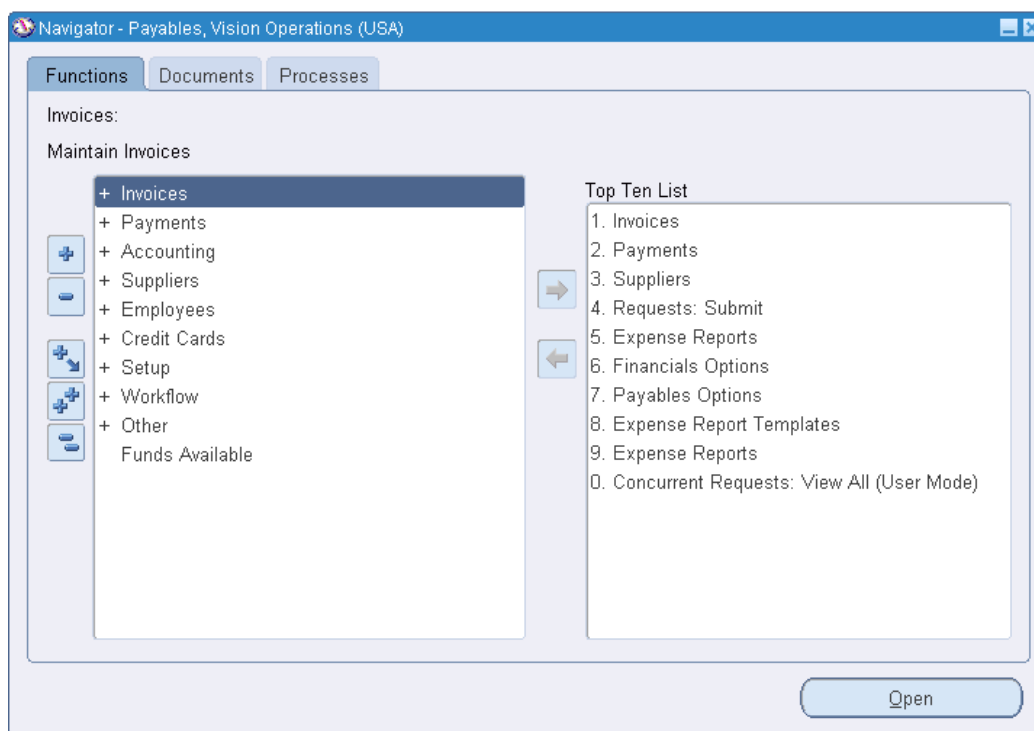 Navigator - Payables, Vision Operations (USA)
Functions
Documents
Processes
Invoices:
Maintain Invoices
+ Invoices
+ Payments
+ Accounting
+ Suppliers
+ Employees
+ Credit Cards
+ Setup
+ Workflow
+ Other
Funds Available
Top Ten List
1. Invoices
2. Payments
3. Suppliers
4. Requests: Submit
5. Expense Reports
6. Financials Options
7. Payables Options
8. Expense Report Templates
9. Expense Reports
0. Concurrent Requests: View All (User Mode)
Open